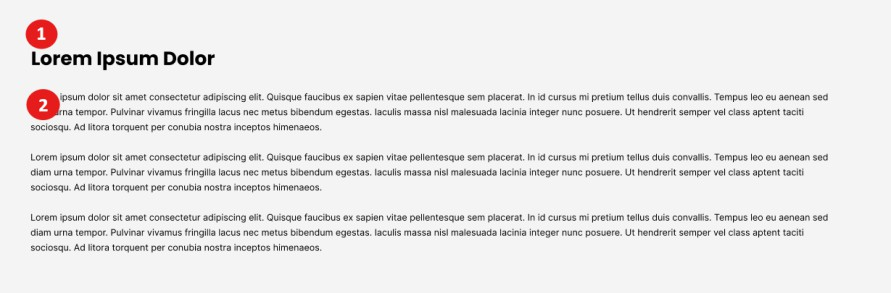 1
Lorem Ipsum Dolor
2
ipsum dolor sit amet consectetur adipiscing elit. Quisque faucibus ex sapien vitae pellentesque sem placerat. In id cursus mi pretium tellus duis convallis. Tempus leo eu aenean sed
urna tempor. Pulvinar vivamus fringilla lacus nec metus bibendum egestas. Iaculis massa nisl malesuada lacinia integer nunc posuere. Ut hendrerit semper vel class aptent taciti
sociosqu. Ad litora torquent per conubia nostra inceptos himenaeos.
Lorem ipsum dolor sit amet consectetur adipiscing elit. Quisque faucibus ex sapien vitae pellentesque sem placerat. In id cursus mi pretium tellus duis convallis. Tempus leo eu aenean sed
diam urna tempor. Pulvinar vivamus fringilla lacus nec metus bibendum egestas. Iaculis massa nisl malesuada lacinia integer nunc posuere. Ut hendrerit semper vel class aptent taciti
sociosqu. Ad litora torquent per conubia nostra inceptos himenaeos.
Lorem ipsum dolor sit amet consectetur adipiscing elit. Quisque faucibus ex sapien vitae pellentesque sem placerat. In id cursus mi pretium tellus duis convallis. Tempus leo eu aenean sed
diam urna tempor. Pulvinar vivamus fringilla lacus nec metus bibendum egestas. Iaculis massa nisl malesuada lacinia integer nunc posuere. Ut hendrerit semper vel class aptent taciti
sociosqu. Ad litora torquent per conubia nostra inceptos himenaeos.